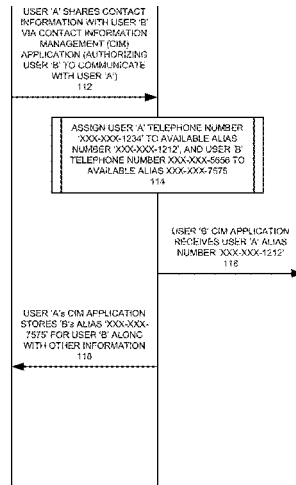 USER 'A' SHARES CONTACT
INFORMATION WITH USER 'B'
VIA CONTACT INFORMATION
MANAGEMENT (CIM)
APPLICATION (AUTHORIZING
USER 'B' TO COMMUNICATE
WITH USER 'A')
112
ASSIGN USER 'A' TELEPHONE NUMBER
'XXX-XXX-1234' TO AVAILABLE ALIAS
NUMBER 'XXX-XXX-1212', AND USER 'B'
TELEPHONE NUMBER XXX-XXX-5656 TO
AVAILABLE ALIAS XXX-XXX-7575
114
USER 'B' CIM APPLICATION
RECEIVES USER 'A' ALIAS
NUMBER 'XXX-XXX-1212'
116
USER 'A's CIM APPLICATION
STORES 'B's ALIAS 'XXX-XXX-
7575' FOR USER 'B' ALONG
WITH OTHER INFORMATION
118